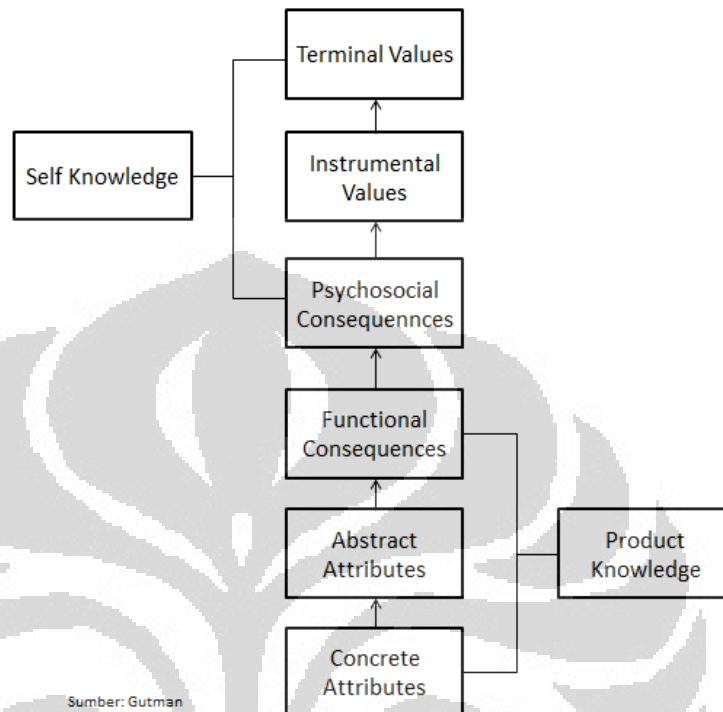 Terminal Values
Self Knowledge
Instrumental
Values
Psychosocial
Consequennces
Functional
Consequences
Abstract
Attributes
Product
Knowledge
Concrete
Attributes
Sumber: Gutman